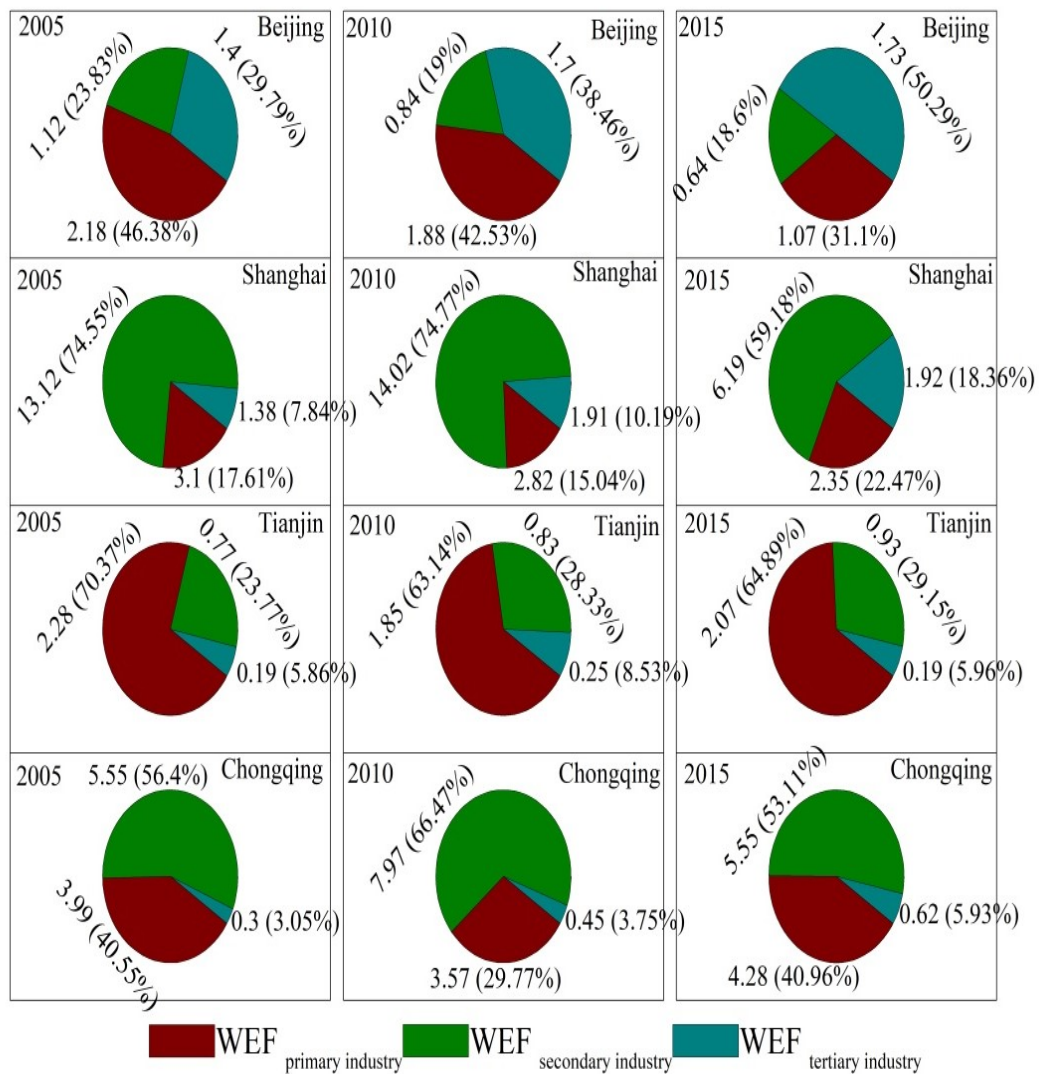 2005 Beijing
1.12 (23.83%)
1.4 (29.79%)
2.18 (46.38%)
2010 Beijing
0.84 (19%)
1.7 (38.46%)
1.88 (42.53%)
2015 Beijing
0.64 (18.6%)
1.73 (50.29%)
1.07 (31.1%)
2005 Shanghai
13.12 (74.55%)
1.38 (7.84%)
3.1 (17.61%)
2010 Shanghai
14.02 (74.77%)
1.91 (10.19%)
2.82 (15.04%)
2015 Shanghai
6.19 (59.18%)
1.92 (18.36%)
2.35 (22.47%)
2005 Tianjin
2.28 (70.37%)
0.77 (23.77%)
0.19 (5.86%)
2010 Tianjin
1.85 (63.14%)
0.83 (28.33%)
0.25 (8.53%)
2015 Tianjin
2.07 (64.89%)
0.93 (29.15%)
0.19 (5.96%)
2005 Chongqing
5.55 (56.4%)
3.99 (40.55%)
0.3 (3.05%)
2010 Chongqing
7.97 (66.47%)
0.45 (3.75%)
3.57 (29.77%)
2015 Chongqing
5.55 (53.11%)
0.62 (5.93%)
4.28 (40.96%)
WEF primary industry WEF secondary industry WEF tertiary industry